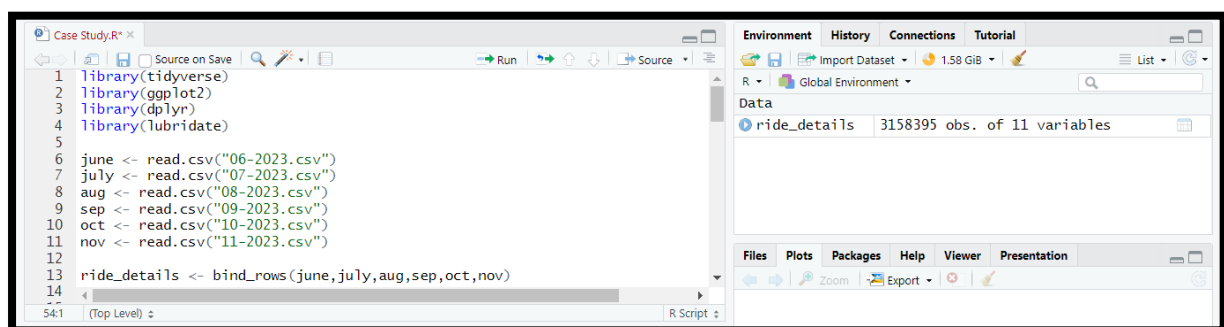 Case Study.R*
Source on Save
Run
Source
1 library(tidyverse)
2 library(ggplot2)
3 library(dplyr)
4 library(lubridate)
5
6 june <- read.csv("06-2023.csv")
7 july <- read.csv("07-2023.csv")
8 aug <- read.csv("08-2023.csv")
9 sep <- read.csv("09-2023.csv")
10 oct <- read.csv("10-2023.csv")
11 nov <- read.csv("11-2023.csv")
12
13 ride_details <- bind_rows(june,july,aug,sep,oct,nov)
14
54:1 (Top Level) R Script
Environment History Connections Tutorial
Import Dataset 1.58 GiB List
R Global Environment
Data
ride_details 3158395 obs. of 11 variables
Files Plots Packages Help Viewer Presentation
Zoom Export